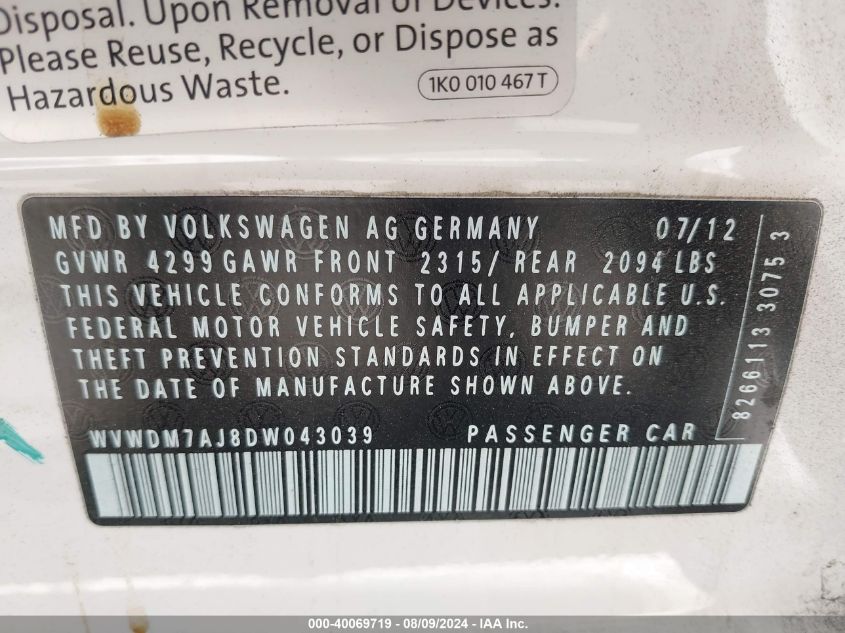 Disposal. Upon Removal of Devices.
Please Reuse, Recycle, or Dispose as
Hazardous Waste.
1K0 010 467 T
MFD BY VOLKSWAGEN AG GERMANY 07/12
GVWR 4299 GAWR FRONT 2315/ REAR 2094 LBS
THIS VEHICLE CONFORMS TO ALL APPLICABLE U.S.
FEDERAL MOTOR VEHICLE SAFETY, BUMPER AND
THEFT PREVENTION STANDARDS IN EFFECT ON
THE DATE OF MANUFACTURE SHOWN ABOVE.
WVWDM7AJ8DW043039 PASSENGER CAR
8266113 3075 3
000-40069719 - 08/09/2024 - IAA Inc.